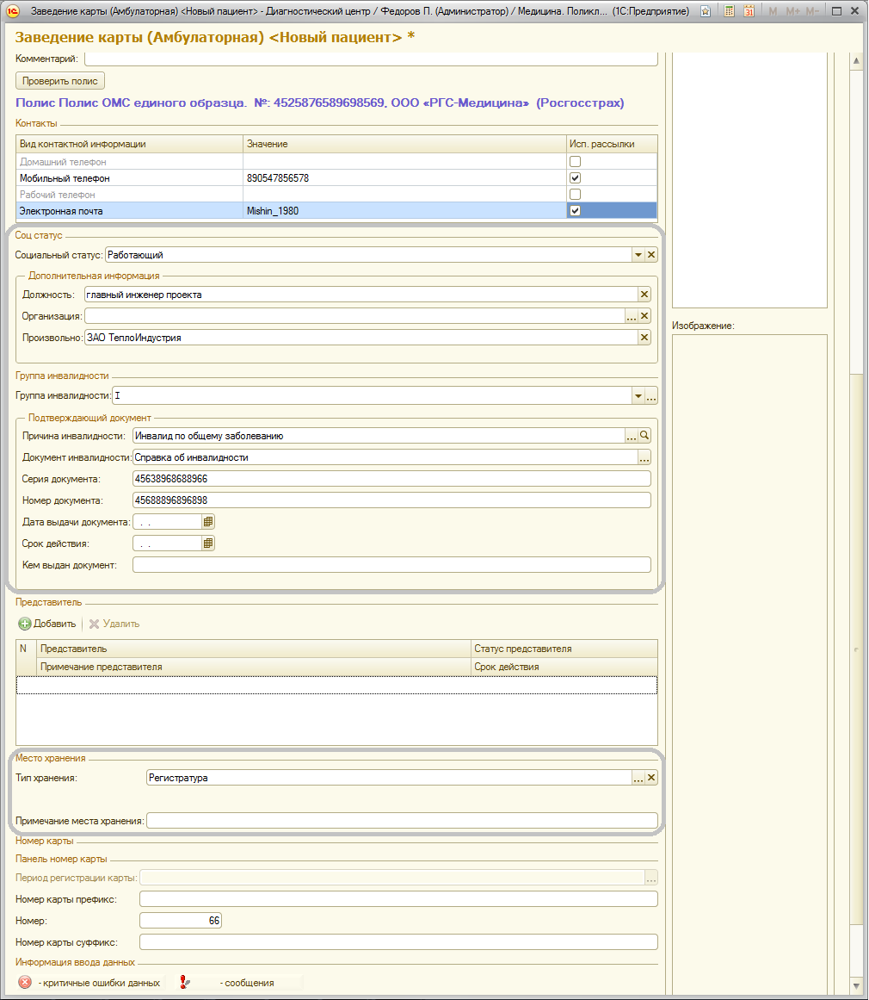 Заведение карты (Амбулаторная) <Новый пациент> - Диагностический центр / Федоров П. (Администратор) / Медицина. Поликл... (1С:Предприятие) 31 M M+ M-
Заведение карты (Амбулаторная) <Новый пациент> *
Комментарий:
Проверить полис
Полис Полис ОМС единого образца. №: 4525876589698569, ООО «РГС-Медицина» (Росгосстрах)
Контакты
Вид контактной информации Значение Исп. рассылки
Домашний телефон
Мобильный телефон 890547856578
Рабочий телефон
Электронная почта Mishin_1980
Соц статус
Социальный статус: Работающий
Дополнительная информация
Должность: главный инженер проекта
Изображение:
Организация: ...
Произвольно: ЗАО ТеплоИндустрия
Группа инвалидности
Группа инвалидности: I ...
Подтверждающий документ
Причина инвалидности: Инвалид по общему заболеванию ...
Документ инвалидности: Справка об инвалидности ...
Серия документа: 45638968688966
Номер документа: 45688896896898
Дата выдачи документа: . .
Срок действия: . .
Кем выдан документ:
Представитель
Добавить Удалить
N Представитель Статус представителя
Примечание представителя Срок действия
Место хранения
Тип хранения: Регистратура ...
Примечание места хранения:
Номер карты
Панель номер карты
Период регистрации карты: ...
Номер карты префикс:
Номер: 66
Номер карты суффикс:
Информация ввода данных
- критичные ошибки данных - сообщения